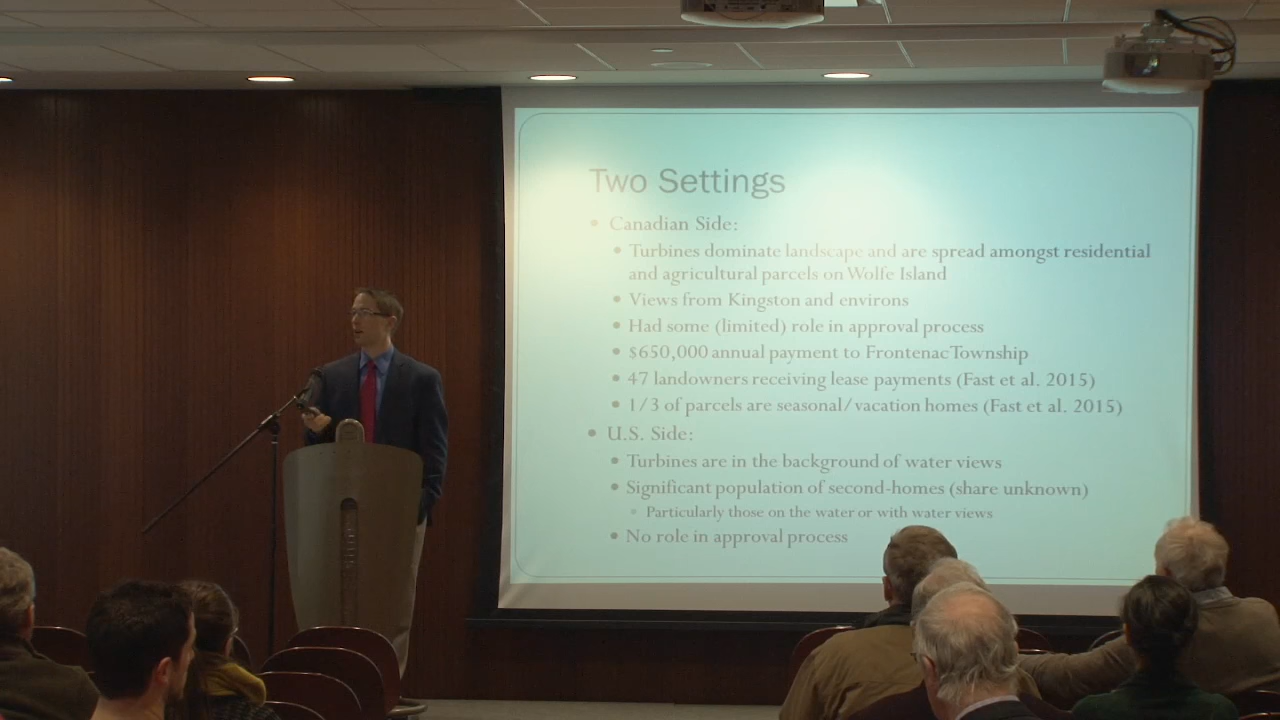 Two Settings
Canadian Side:
Turbines dominate landscape and are spread amongst residential
and agricultural parcels on Wolfe Island
Views from Kingston and environs
Had some (limited) role in approval process
$650,000 annual payment to Frontenac Township
47 landowners receiving lease payments (Fast et al. 2015)
1/3 of parcels are seasonal/vacation homes (Fast et al. 2015)
U.S. Side:
Turbines are in the background of water views
Significant population of second-homes (share unknown)
Particularly those on the water or with water views
No role in approval process